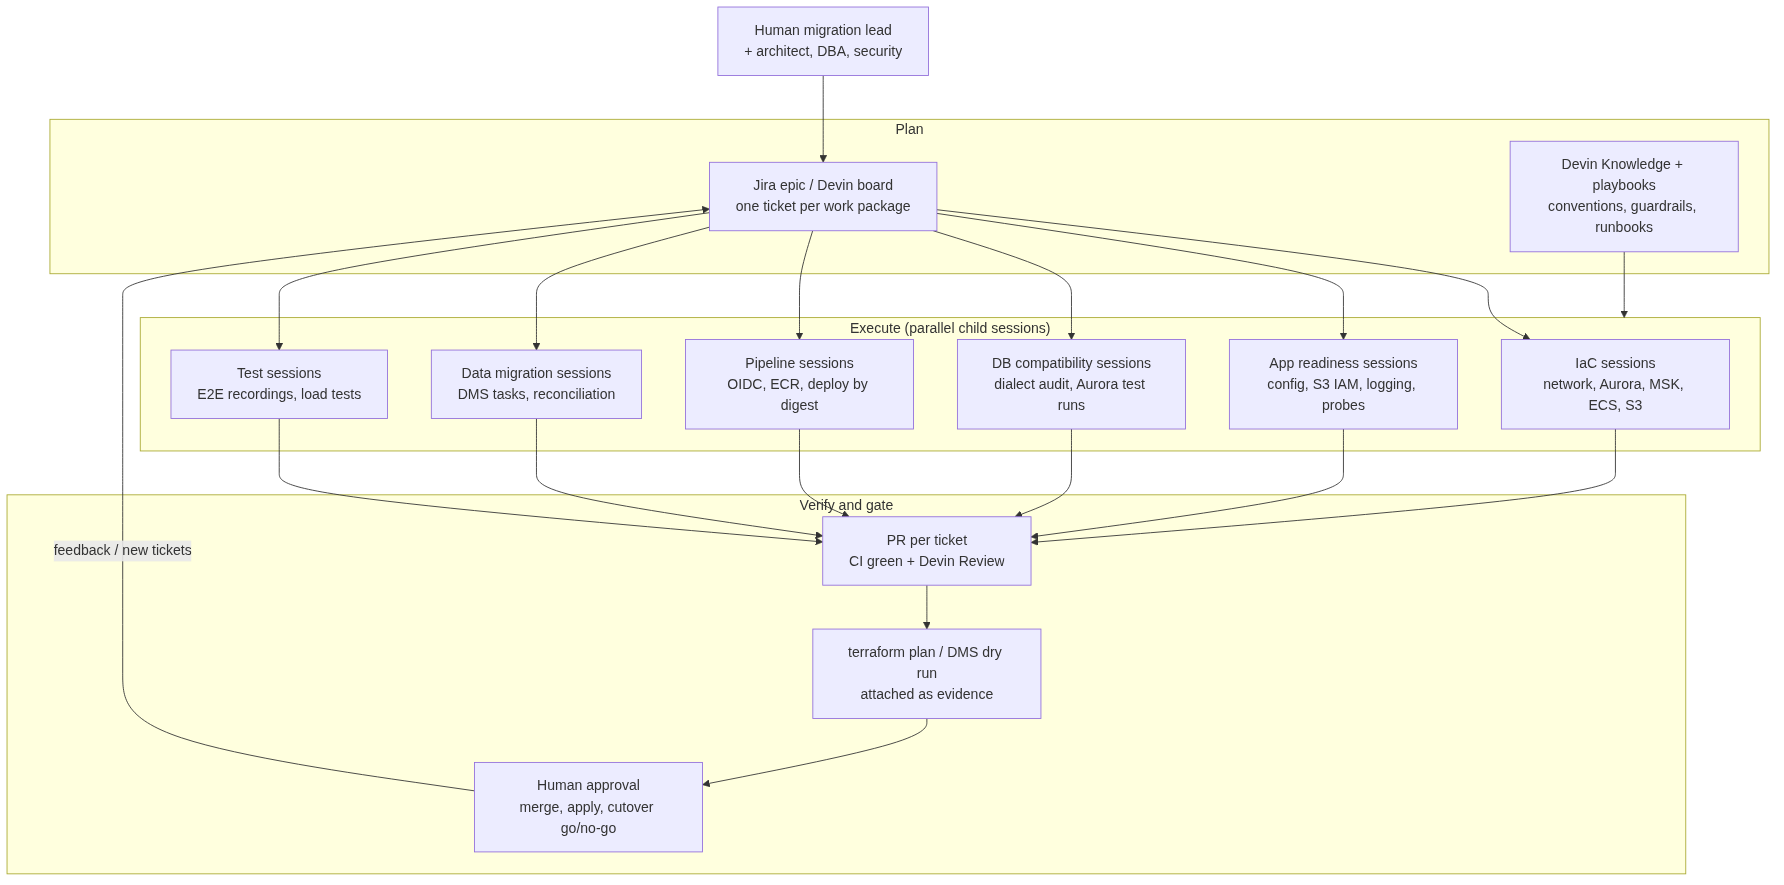 Human migration lead
+ architect, DBA, security
Plan
Jira epic / Devin board
one ticket per work package
Devin Knowledge +
playbooks
conventions, guardrails,
runbooks
Execute (parallel child sessions)
Test sessions
E2E recordings, load tests
Data migration sessions
DMS tasks, reconciliation
Pipeline sessions
OIDC, ECR, deploy by
digest
DB compatibility sessions
dialect audit, Aurora test
runs
App readiness sessions
config, S3 IAM, logging,
probes
IaC sessions
network, Aurora, MSK,
ECS, S3
Verify and gate
PR per ticket
CI green + Devin Review
feedback / new tickets
terraform plan / DMS dry
run
attached as evidence
Human approval
merge, apply, cutover
go/no-go